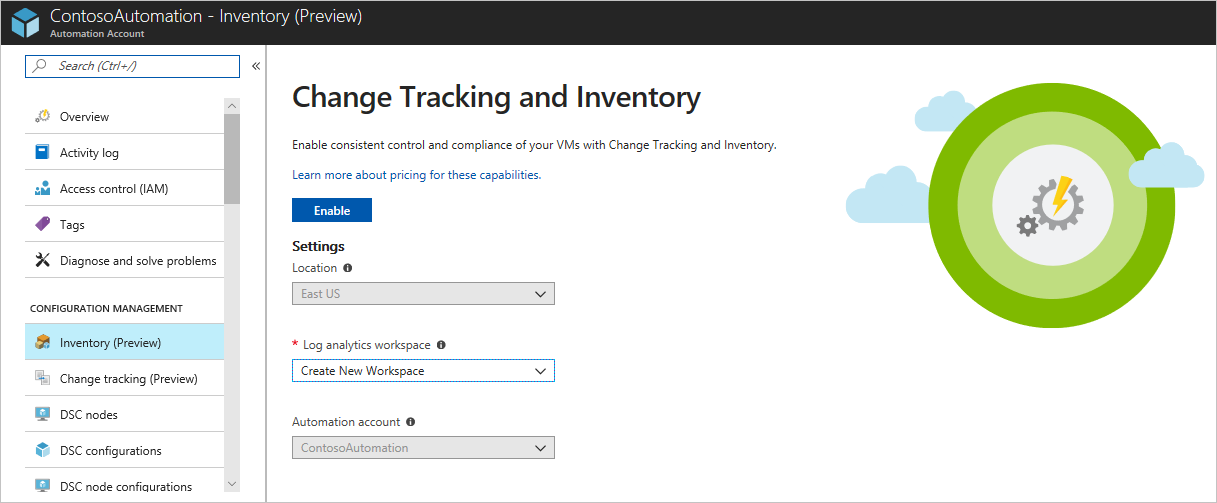 ContosoAutomation - Inventory (Preview)
Automation Account
Search (Ctrl+/)
Overview
Activity log
Access control (IAM)
Tags
Diagnose and solve problems
CONFIGURATION MANAGEMENT
Inventory (Preview)
Change tracking (Preview)
DSC nodes
DSC configurations
DSC node configurations
Change Tracking and Inventory
Enable consistent control and compliance of your VMs with Change Tracking and Inventory.
Learn more about pricing for these capabilities.
Enable
Settings
Location
East US
* Log analytics workspace
Create New Workspace
Automation account
ContosoAutomation